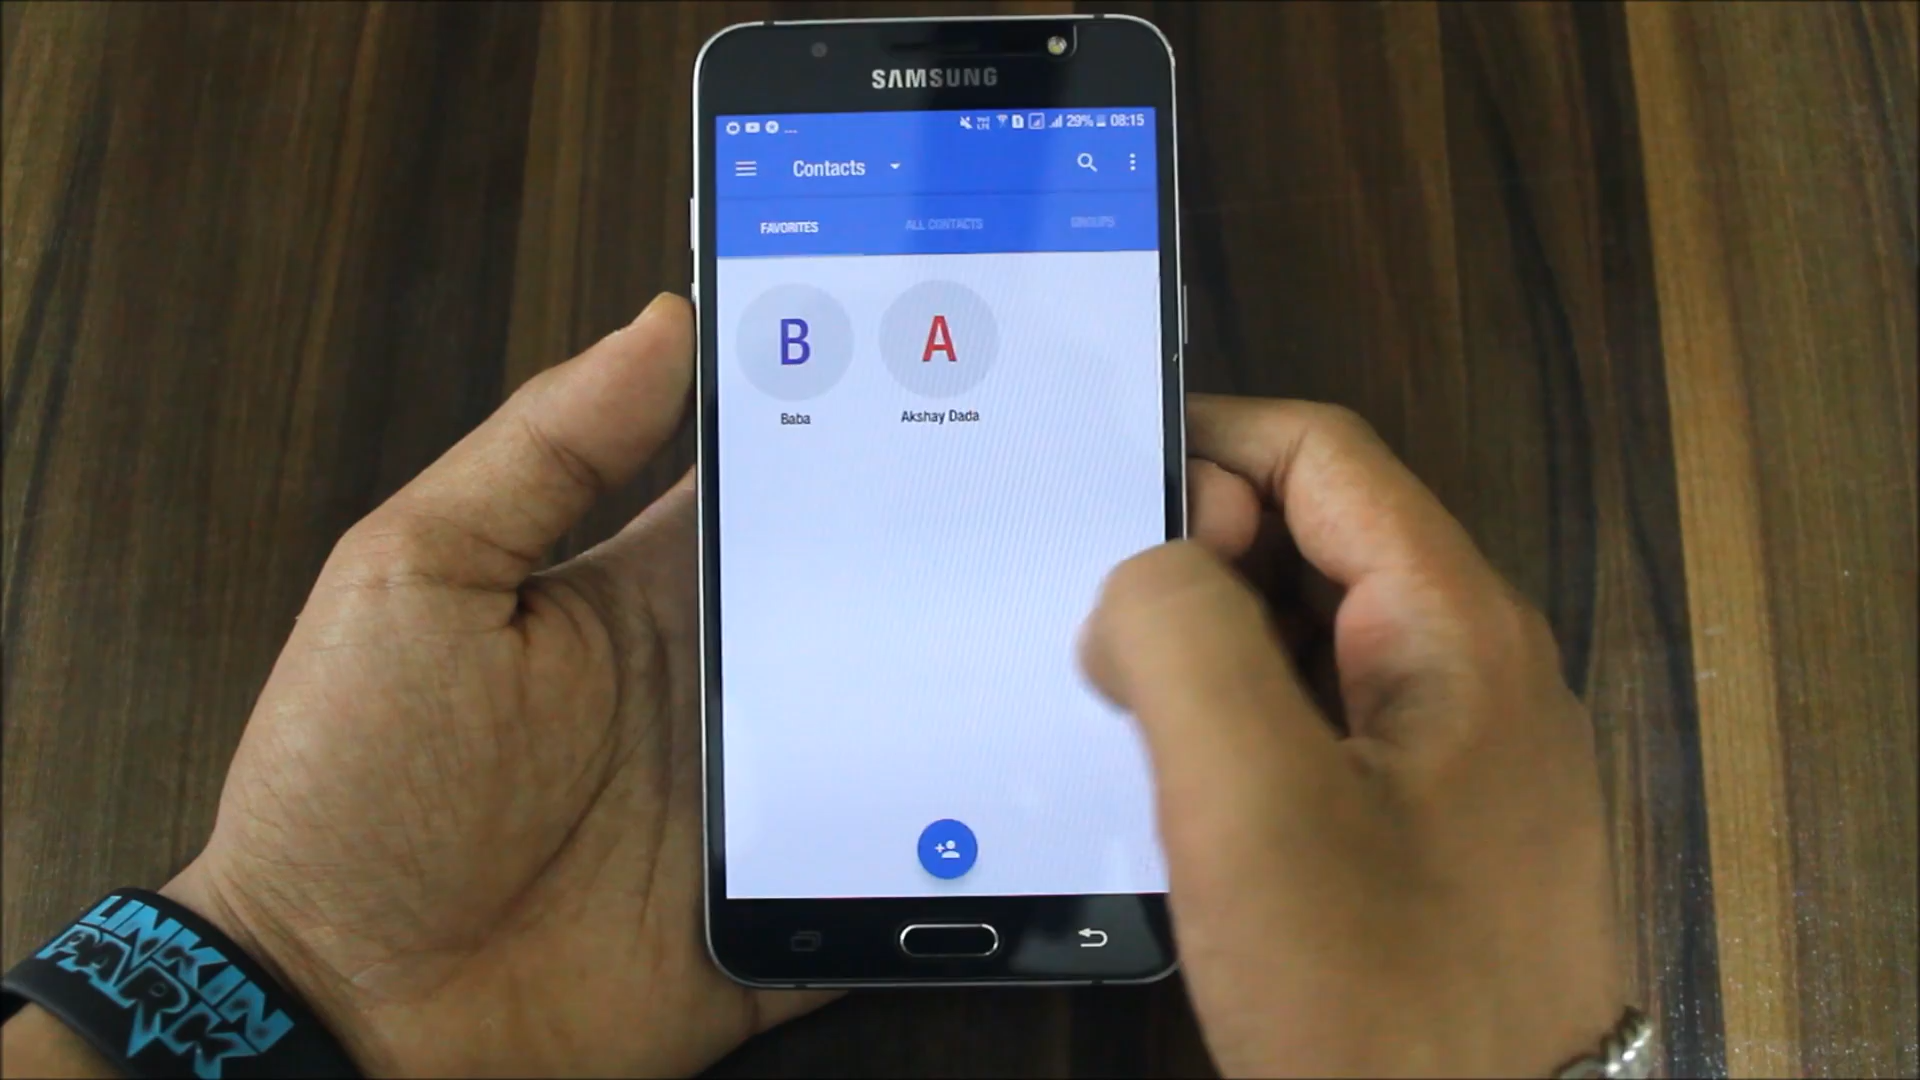 SAMSUNG
29% 08:15
Contacts
FAVORITES ALL CONTACTS GROUPS
B A
Baba Akshay Dada
LINKIN
PARK